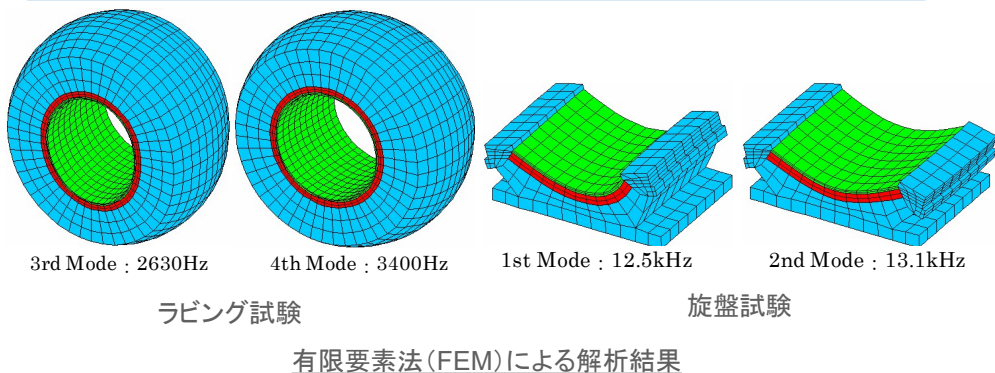 3rd Mode : 2630Hz
4th Mode : 3400Hz
1st Mode : 12.5kHz
2nd Mode : 13.1kHz
ラビング試験
旋盤試験
有限要素法(FEM)による解析結果